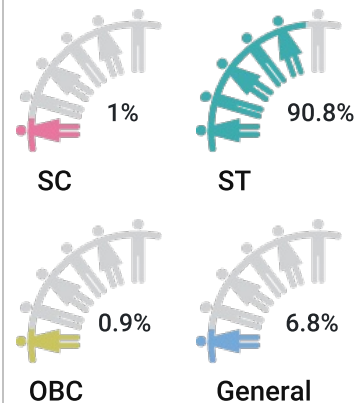 1%
90.8%
SC
ST
0.9%
6.8%
OBC
General